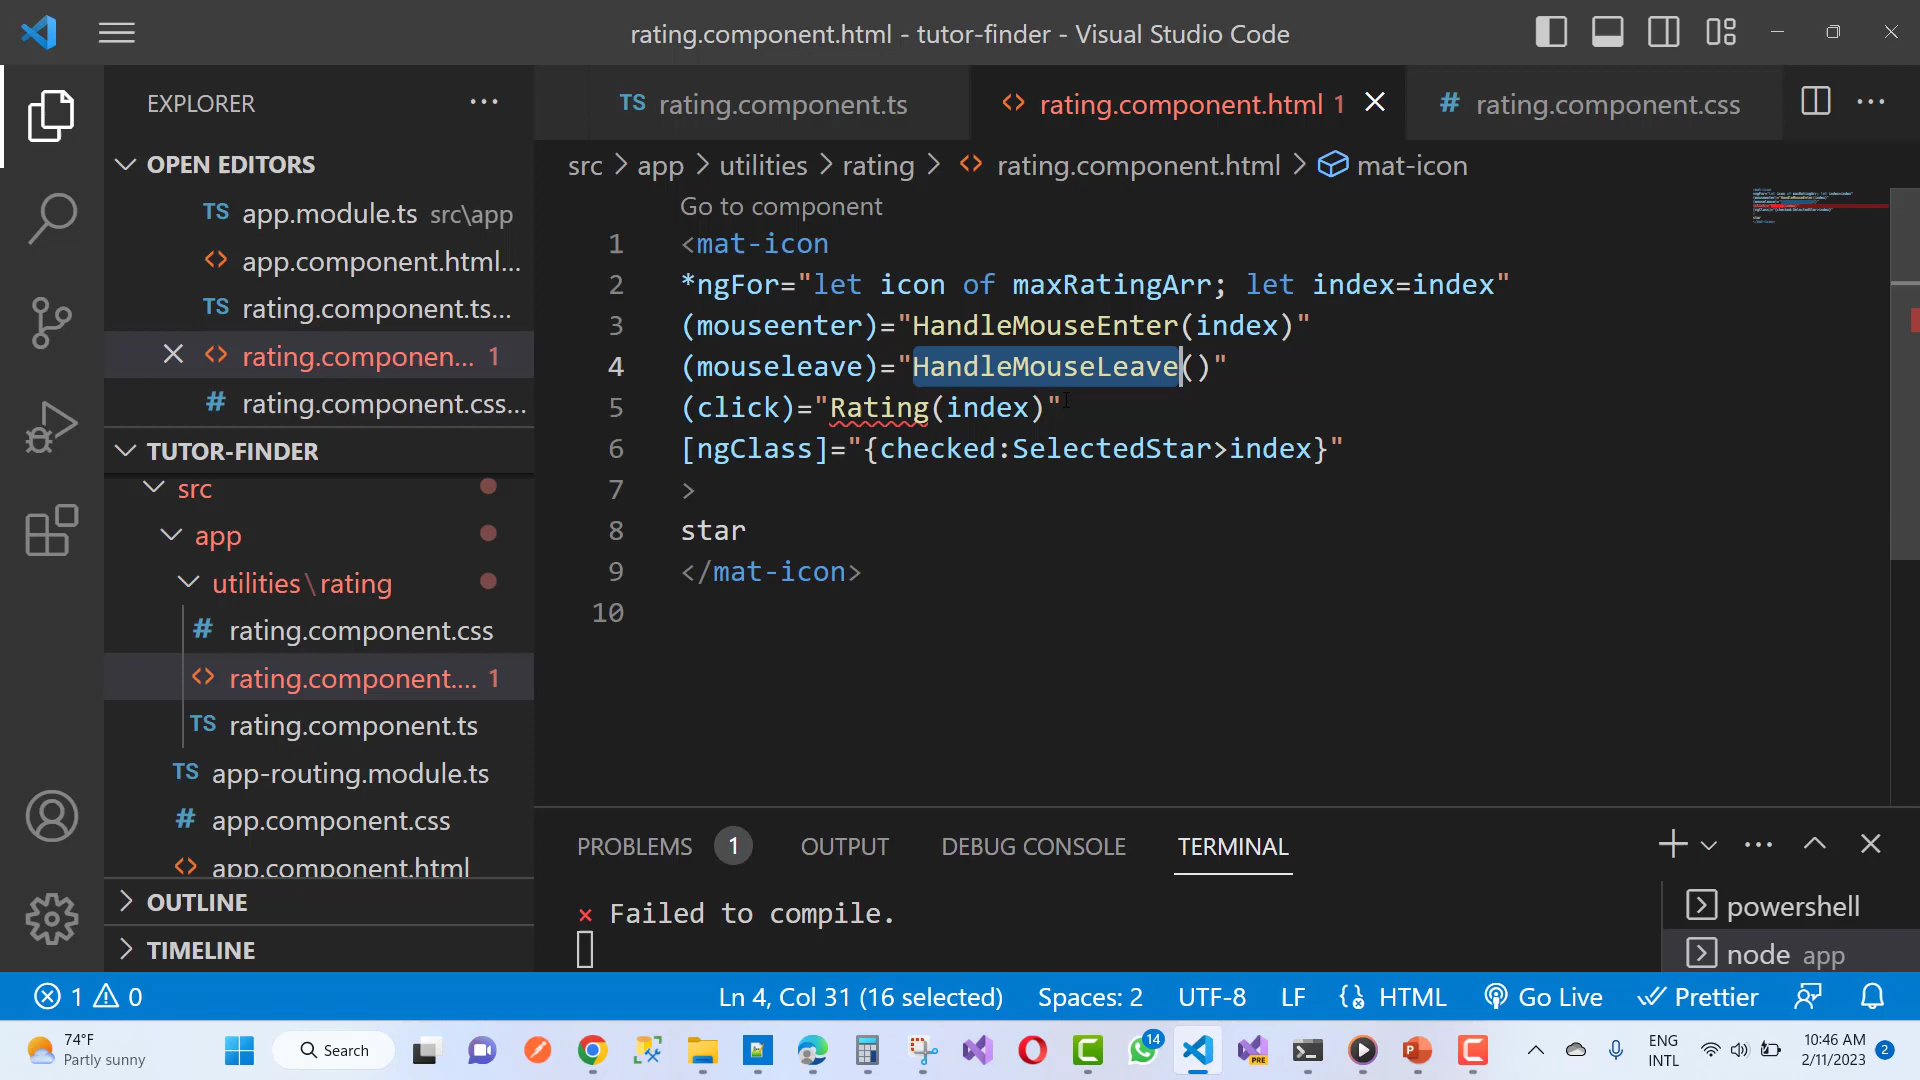 rating.component.html - tutor-finder - Visual Studio Code
EXPLORER
OPEN EDITORS
TS app.module.ts src\app
<> app.component.html...
TS rating.component.ts...
<> rating.componen... 1
# rating.component.css...
TUTOR-FINDER
src
app
utilities\rating
# rating.component.css
<> rating.component.... 1
TS rating.component.ts
TS app-routing.module.ts
# app.component.css
<> app.component.html
OUTLINE
TIMELINE
TS rating.component.ts
<> rating.component.html 1
# rating.component.css
src > app > utilities > rating > <> rating.component.html > mat-icon
Go to component
1 <mat-icon
2 *ngFor="let icon of maxRatingArr; let index=index"
3 (mouseenter)="HandleMouseEnter(index)"
4 (mouseleave)="HandleMouseLeave()"
5 (click)="Rating(index)"
6 [ngClass]="{checked:SelectedStar>index}"
7 >
8 star
9 </mat-icon>
10
PROBLEMS 1 OUTPUT DEBUG CONSOLE TERMINAL
× Failed to compile.
powershell
node app
1 0
Ln 4, Col 31 (16 selected) Spaces: 2 UTF-8 LF HTML Go Live Prettier
74°F
Partly sunny
Search
14
PRE
ENG
INTL
10:46 AM
2/11/2023
2